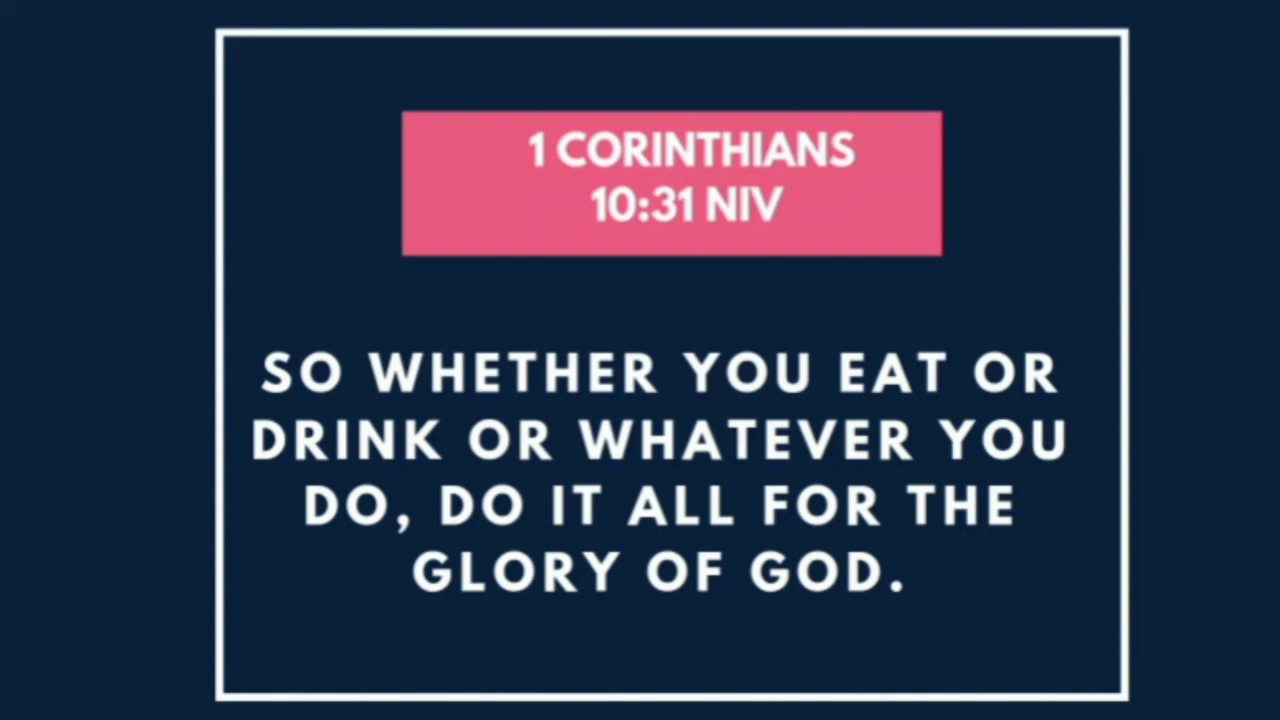 1 CORINTHIANS
10:31 NIV
SO WHETHER YOU EAT OR
DRINK OR WHATEVER YOU
DO, DO IT ALL FOR THE
GLORY OF GOD.